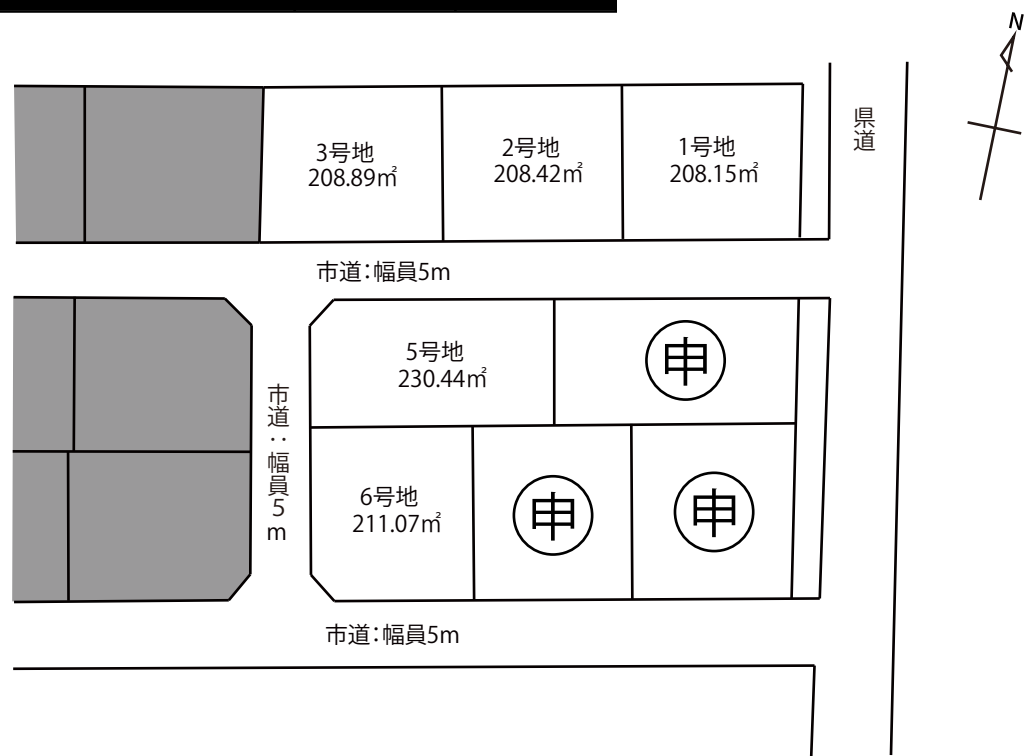 N
県道
3号地
208.89㎡
2号地
208.42㎡
1号地
208.15㎡
市道:幅員5m
5号地
230.44㎡
申
市道:幅員5m
6号地
211.07㎡
申
申
市道:幅員5m